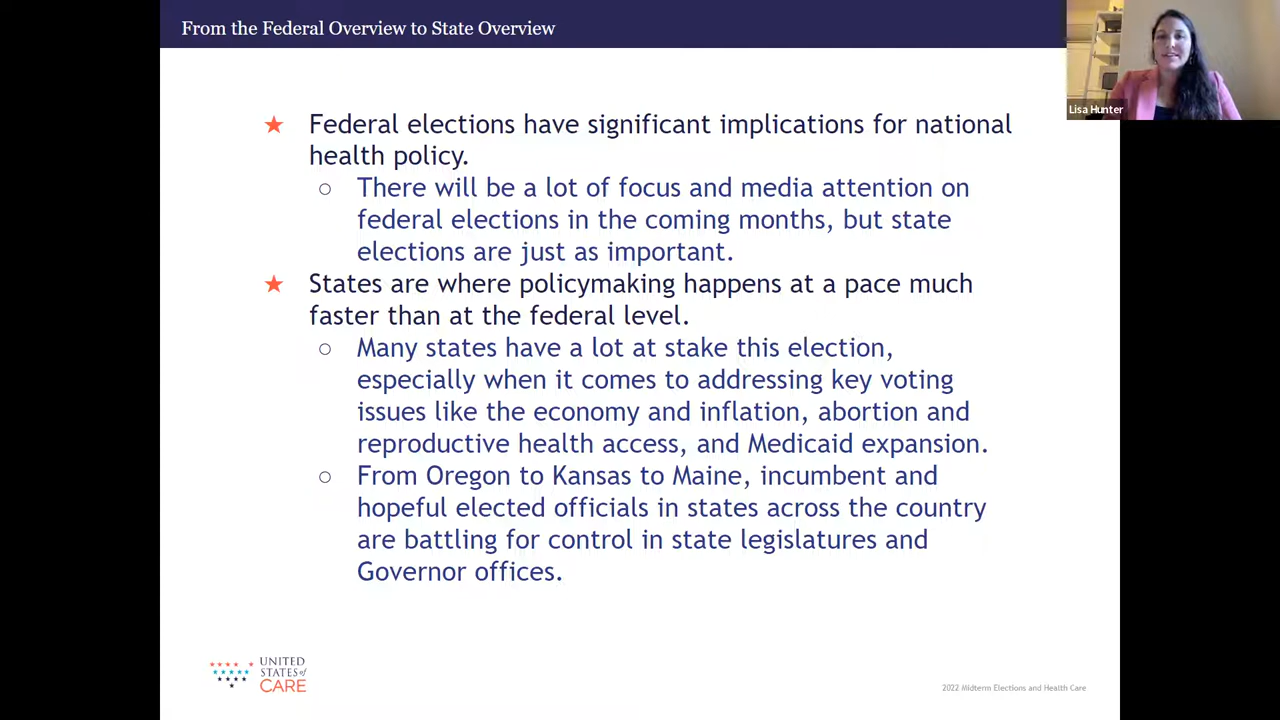 From the Federal Overview to State Overview
Lisa Hunter
★ Federal elections have significant implications for national
health policy.
○ There will be a lot of focus and media attention on
federal elections in the coming months, but state
elections are just as important.
★ States are where policymaking happens at a pace much
faster than at the federal level.
○ Many states have a lot at stake this election,
especially when it comes to addressing key voting
issues like the economy and inflation, abortion and
reproductive health access, and Medicaid expansion.
○ From Oregon to Kansas to Maine, incumbent and
hopeful elected officials in states across the country
are battling for control in state legislatures and
Governor offices.
UNITED
STATES of
CARE
2022 Midterm Elections and Health Care